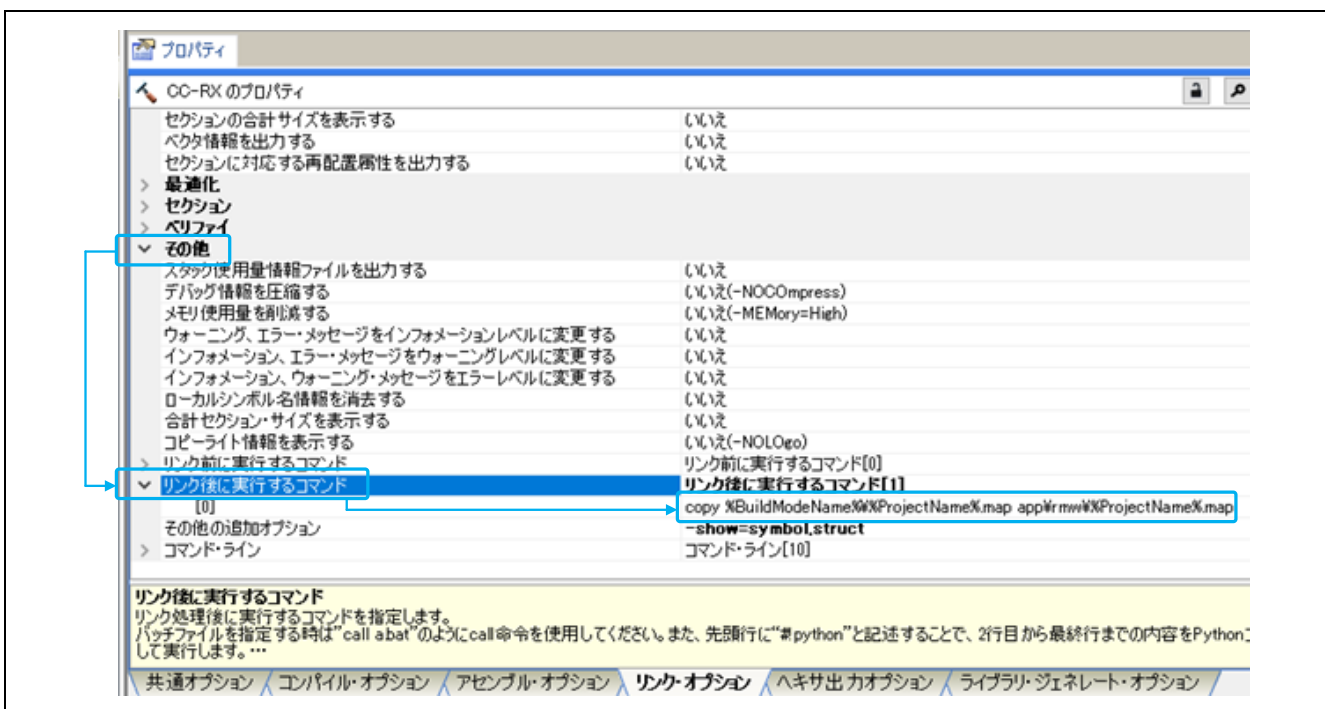 プロパティ
CC-RX のプロパティ
セクションの合計サイズを表示する いいえ
ベクタ情報を出力する いいえ
セクションに対応する再配置属性を出力する いいえ
最適化
セクション
ベリファイ
その他
スタック使用量情報ファイルを出力する いいえ
デバッグ情報を圧縮する いいえ(-NOCOmpress)
メモリ使用量を削減する いいえ(-MEMory=High)
ウォーニング、エラー・メッセージをインフォメーションレベルに変更する いいえ
インフォメーション、エラー・メッセージをウォーニングレベルに変更する いいえ
インフォメーション、ウォーニング・メッセージをエラーレベルに変更する いいえ
ローカルシンボル名情報を消去する いいえ
合計セクション・サイズを表示する いいえ
コピーライト情報を表示する いいえ(-NOLOgo)
リンク前に実行するコマンド リンク前に実行するコマンド[0]
リンク後に実行するコマンド リンク後に実行するコマンド[1]
[0] copy %BuildModeName%¥%ProjectName%.map app¥rmw¥%ProjectName%.map
その他の追加オプション -show=symbol,struct
コマンド・ライン コマンド・ライン[10]
リンク後に実行するコマンド
リンク処理後に実行するコマンドを指定します。
バッチファイルを指定する時は"call a.bat"のようにcall命令を使用してください。また、先頭行に"#python"と記述することで、2行目から最終行までの内容をPythonコ
して実行します。…
共通オプション コンパイル・オプション アセンブル・オプション リンク・オプション ヘキサ出力オプション ライブラリ・ジェネレート・オプション